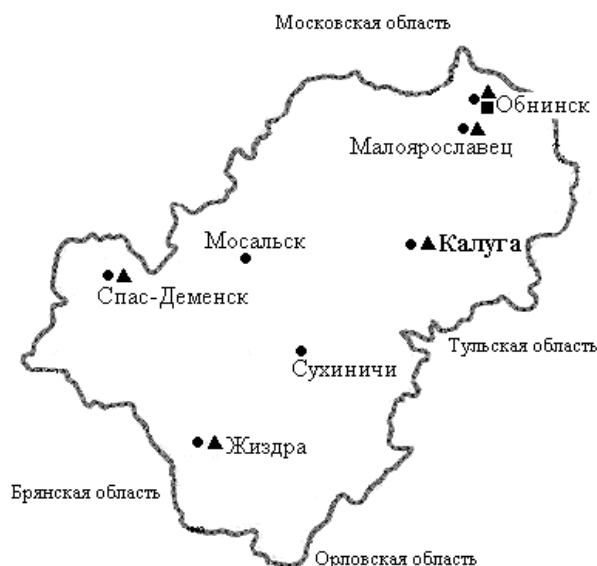 Московская область
Обнинск
Малоярославец
Мосальск
Калуга
Спас-Деменск
Тульская область
Сухиничи
Жиздра
Брянская область
Орловская область